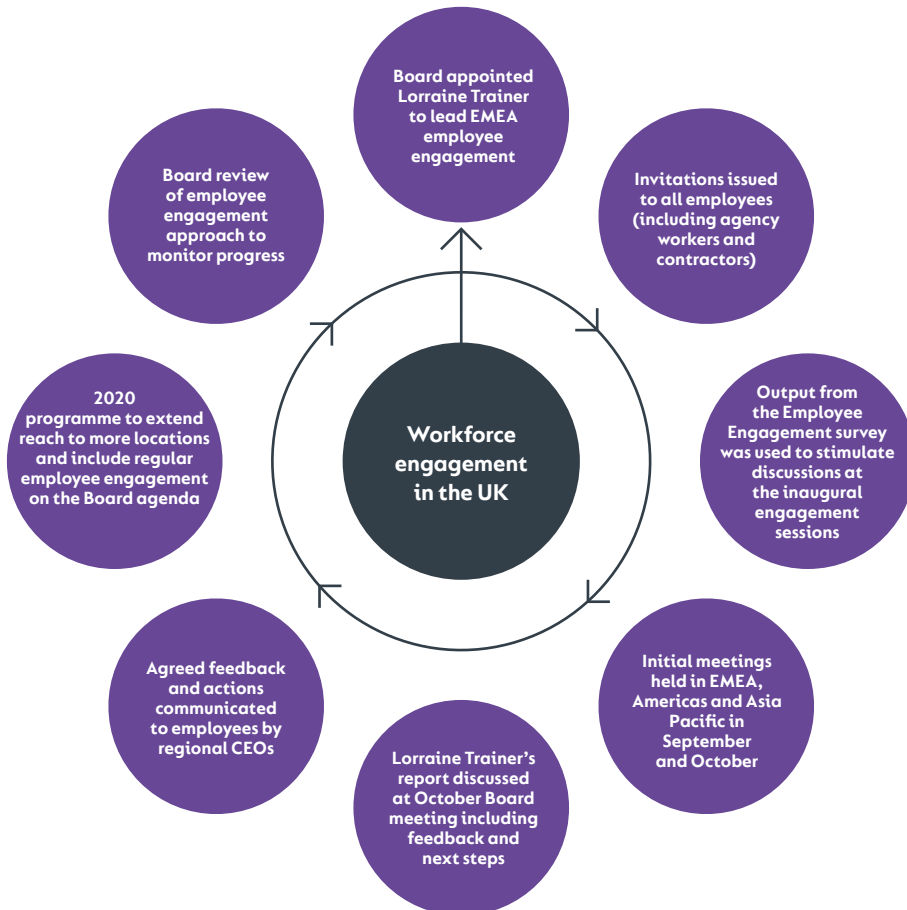 Board appointed
Lorraine Trainer
to lead EMEA
employee
engagement
Invitations issued
to all employees
(including agency
workers and
contractors)
Output from
the Employee
Engagement survey
was used to stimulate
discussions at
the inaugural
engagement
sessions
Initial meetings
held in EMEA,
Americas and Asia
Pacific in
September
and October
Lorraine Trainer’s
report discussed
at October Board
meeting including
feedback and
next steps
Agreed feedback
and actions
communicated
to employees by
regional CEOs
2020
programme to extend
reach to more locations
and include regular
employee engagement
on the Board agenda
Board review
of employee
engagement
approach to
monitor progress
Workforce
engagement
in the UK